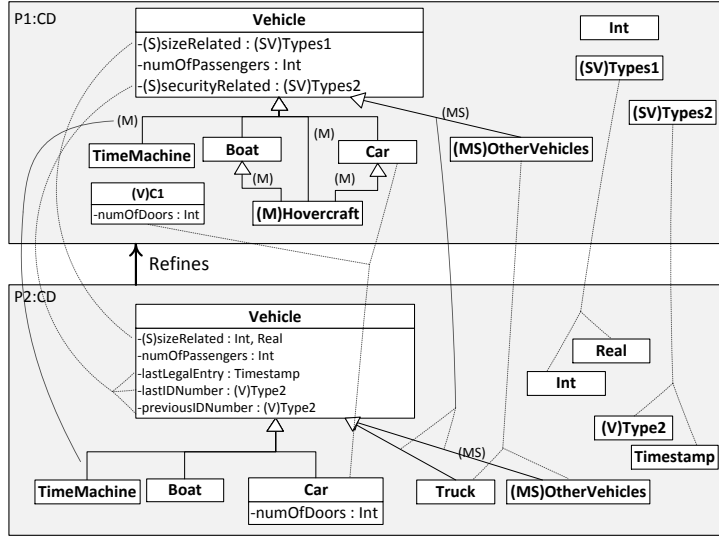 P1:CD
Vehicle
-(S)sizeRelated : (SV)Types1
-numOfPassengers : Int
-(S)securityRelated : (SV)Types2
Int
(SV)Types1
(SV)Types2
(M)
(M)
(MS)
TimeMachine
Boat
Car
(MS)OtherVehicles
(M)
(M)
(V)C1
-numOfDoors : Int
(M)Hovercraft
Refines
P2:CD
Vehicle
-(S)sizeRelated : Int, Real
-numOfPassengers : Int
-lastLegalEntry : Timestamp
-lastIDNumber : (V)Type2
-previousIDNumber : (V)Type2
Real
Int
(V)Type2
Timestamp
(MS)
TimeMachine
Boat
Car
-numOfDoors : Int
Truck
(MS)OtherVehicles